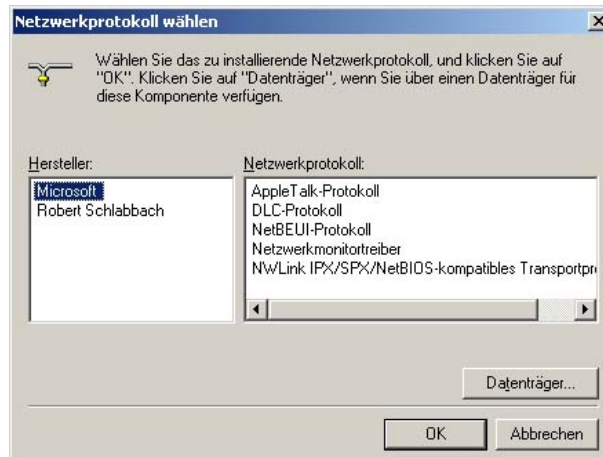 Netzwerkprotokoll wählen
Wählen Sie das zu installierende Netzwerkprotokoll, und klicken Sie auf
"OK". Klicken Sie auf "Datenträger", wenn Sie über einen Datenträger für
diese Komponente verfügen.
Hersteller:
Microsoft
Robert Schlabbach
Netzwerkprotokoll:
AppleTalk-Protokoll
DLC-Protokoll
NetBEUI-Protokoll
Netzwerkmonitortreiber
NWLink IPX/SPX/NetBIOS-kompatibles Transportpr
Datenträger...
OK
Abbrechen